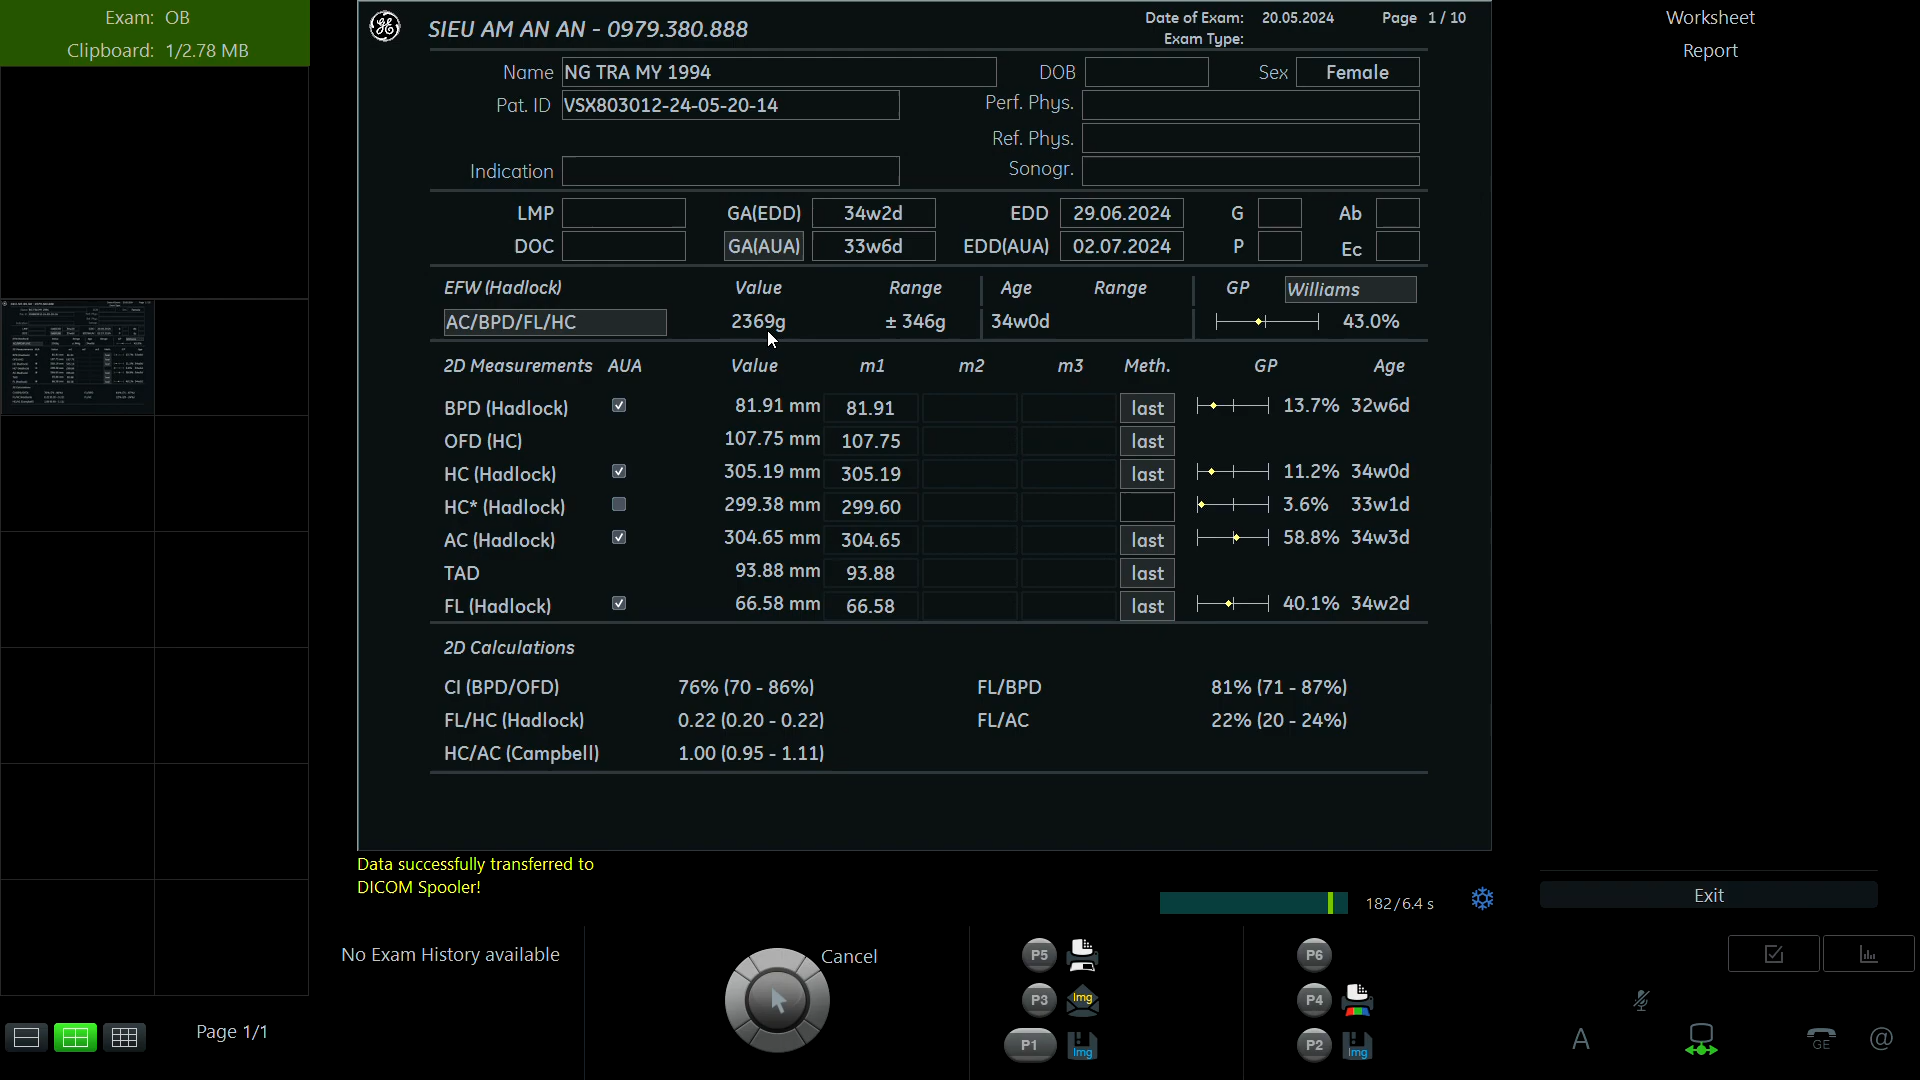 Exam: OB
Clipboard: 1/2.78 MB
SIEU AM AN AN - 0979.380.888
Date of Exam: 20.05.2024 Page 1 / 10
Exam Type:
Name NG TRA MY 1994 DOB Sex Female
Pat. ID VSX803012-24-05-20-14 Perf. Phys.
Ref. Phys.
Indication Sonogr.
LMP GA(EDD) 34w2d EDD 29.06.2024 G Ab
DOC GA(AUA) 33w6d EDD(AUA) 02.07.2024 P Ec
EFW (Hadlock) Value Range Age Range GP Williams
AC/BPD/FL/HC 2369g ± 346g 34w0d 43.0%
2D Measurements AUA Value m1 m2 m3 Meth. GP Age
BPD (Hadlock) 81.91 mm 81.91 last 13.7% 32w6d
OFD (HC) 107.75 mm 107.75 last
HC (Hadlock) 305.19 mm 305.19 last 11.2% 34w0d
HC* (Hadlock) 299.38 mm 299.60 3.6% 33w1d
AC (Hadlock) 304.65 mm 304.65 last 58.8% 34w3d
TAD 93.88 mm 93.88 last
FL (Hadlock) 66.58 mm 66.58 last 40.1% 34w2d
2D Calculations
CI (BPD/OFD) 76% (70 - 86%) FL/BPD 81% (71 - 87%)
FL/HC (Hadlock) 0.22 (0.20 - 0.22) FL/AC 22% (20 - 24%)
HC/AC (Campbell) 1.00 (0.95 - 1.11)
Data successfully transferred to
DICOM Spooler!
182/6.4 s
Worksheet
Report
Exit
No Exam History available
Cancel
P5 P6
P3 Img P4
P1 Img P2 Img
Page 1/1
A GE @